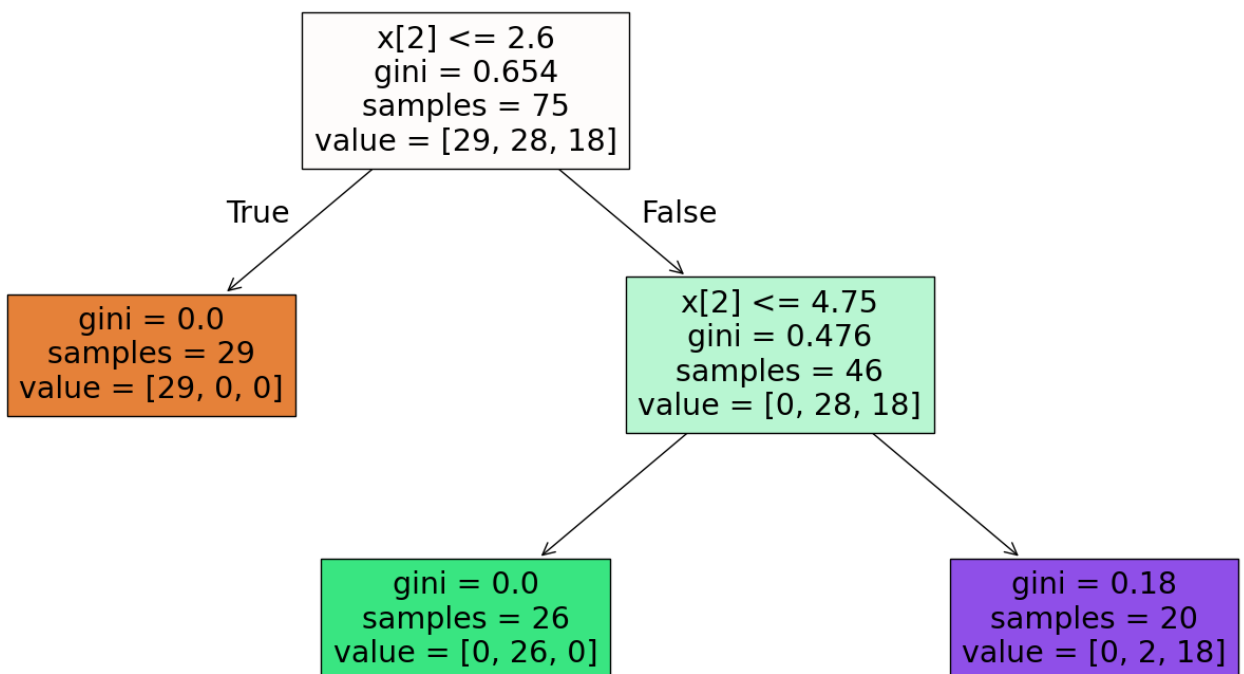 x[2] <= 2.6
gini = 0.654
samples = 75
value = [29, 28, 18]
True
False
gini = 0.0
samples = 29
value = [29, 0, 0]
x[2] <= 4.75
gini = 0.476
samples = 46
value = [0, 28, 18]
gini = 0.0
samples = 26
value = [0, 26, 0]
gini = 0.18
samples = 20
value = [0, 2, 18]